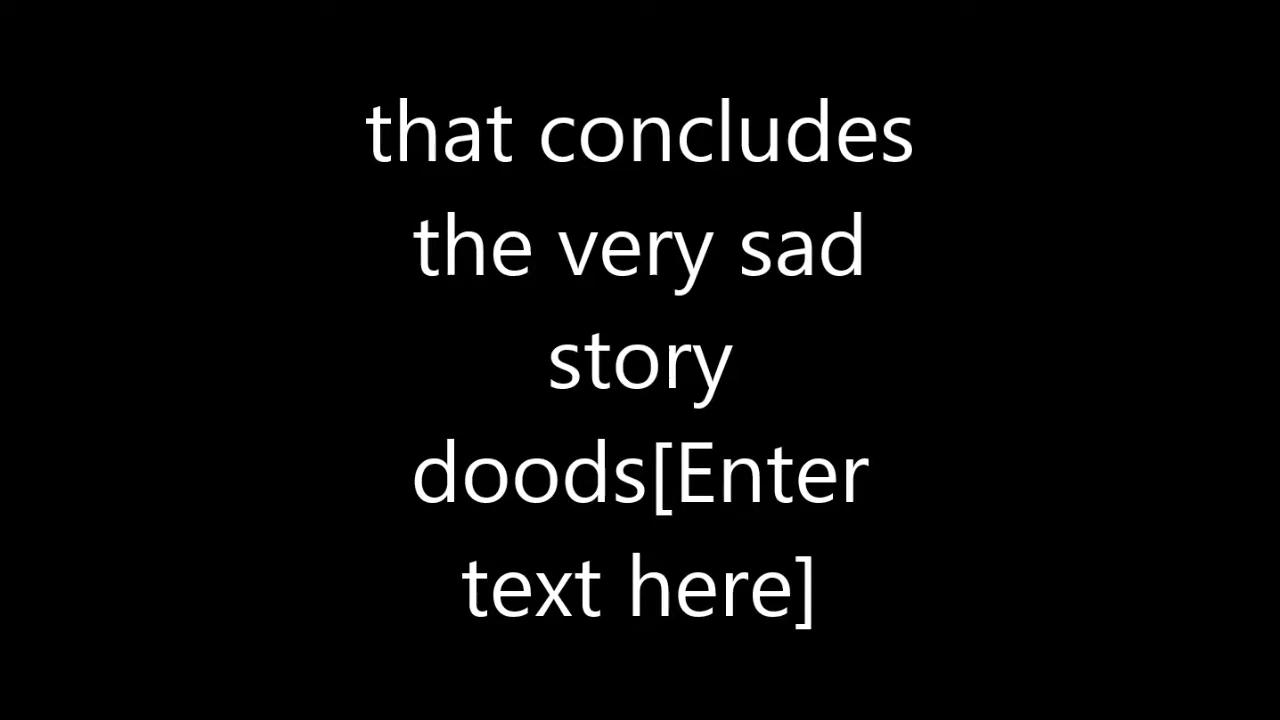 that concludes
the very sad
story
doods[Enter
text here]